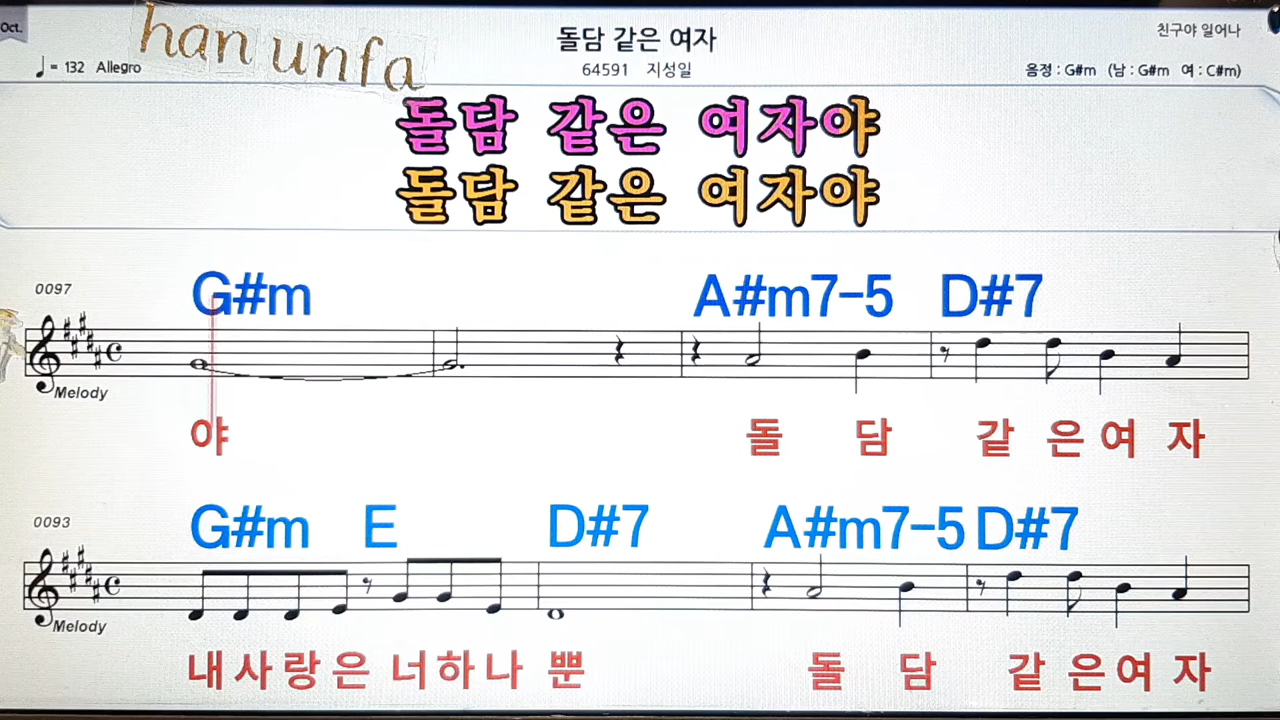 Oct.
han unfa
돌담 같은 여자
친구야 일어나
♩ = 132 Allegro
64591 지성일
음정 : G#m (남 : G#m 여 : C#m)
돌담 같은 여자야
돌담 같은 여자야
0097
G#m A#m7-5 D#7
Melody
야 돌 담 같 은 여 자
0093
G#m E D#7 A#m7-5 D#7
Melody
내 사 랑 은 너 하 나 뿐 돌 담 같 은 여 자